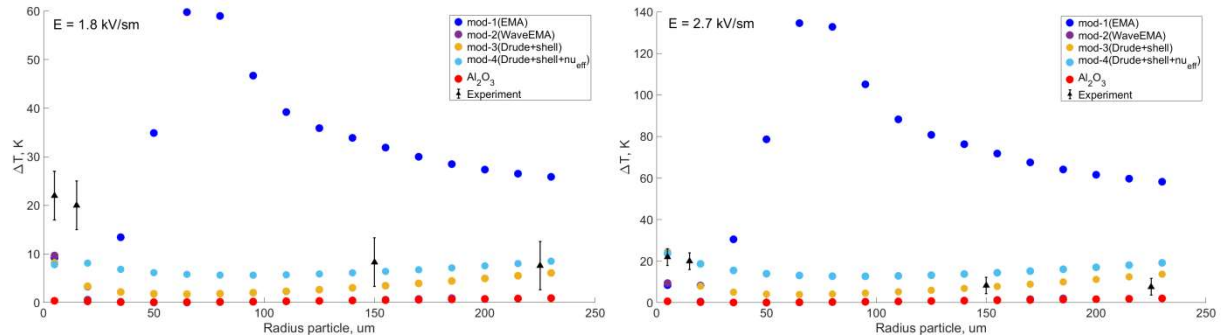 E = 1.8 kV/sm
mod-1(EMA)
mod-2(WaveEMA)
mod-3(Drude+shell)
mod-4(Drude+shell+nu_eff)
Al₂O₃
Experiment
60
50
40
30
20
10
0
ΔT, K
0 50 100 150 200 250
Radius particle, um
E = 2.7 kV/sm
mod-1(EMA)
mod-2(WaveEMA)
mod-3(Drude+shell)
mod-4(Drude+shell+nu_eff)
Al₂O₃
Experiment
140
120
100
80
60
40
20
0
ΔT, K
0 50 100 150 200 250
Radius particle, um